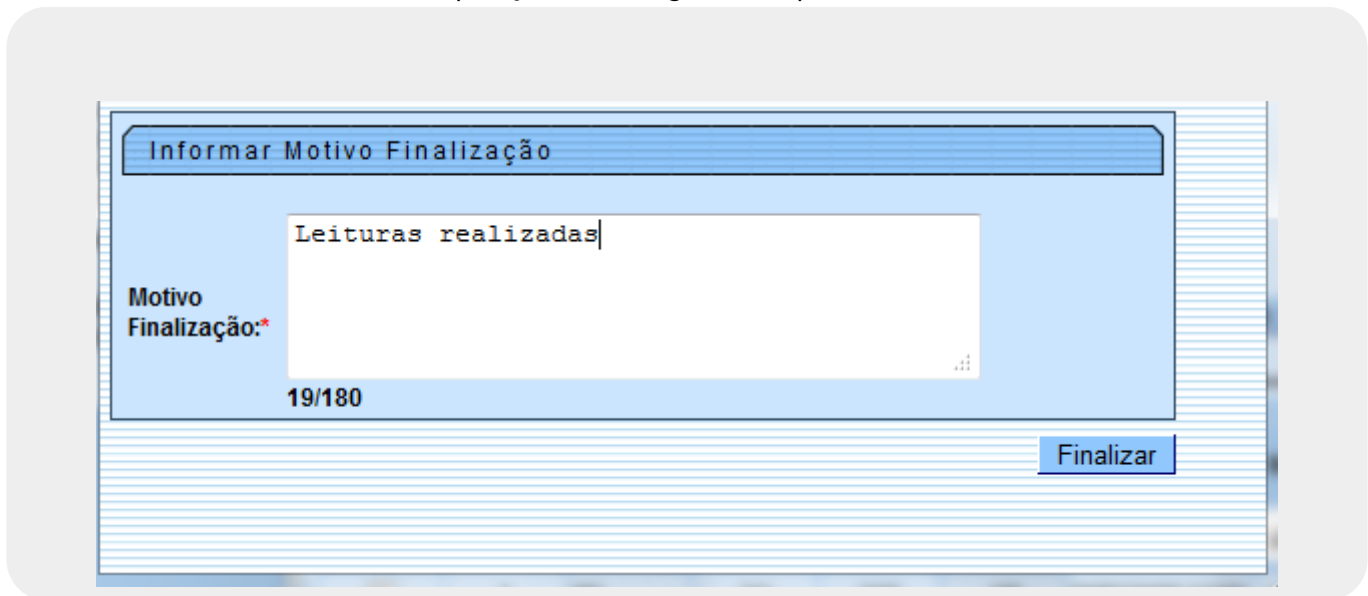 Informar Motivo Finalização
Leituras realizadas
Motivo
Finalização:*
19/180
Finalizar